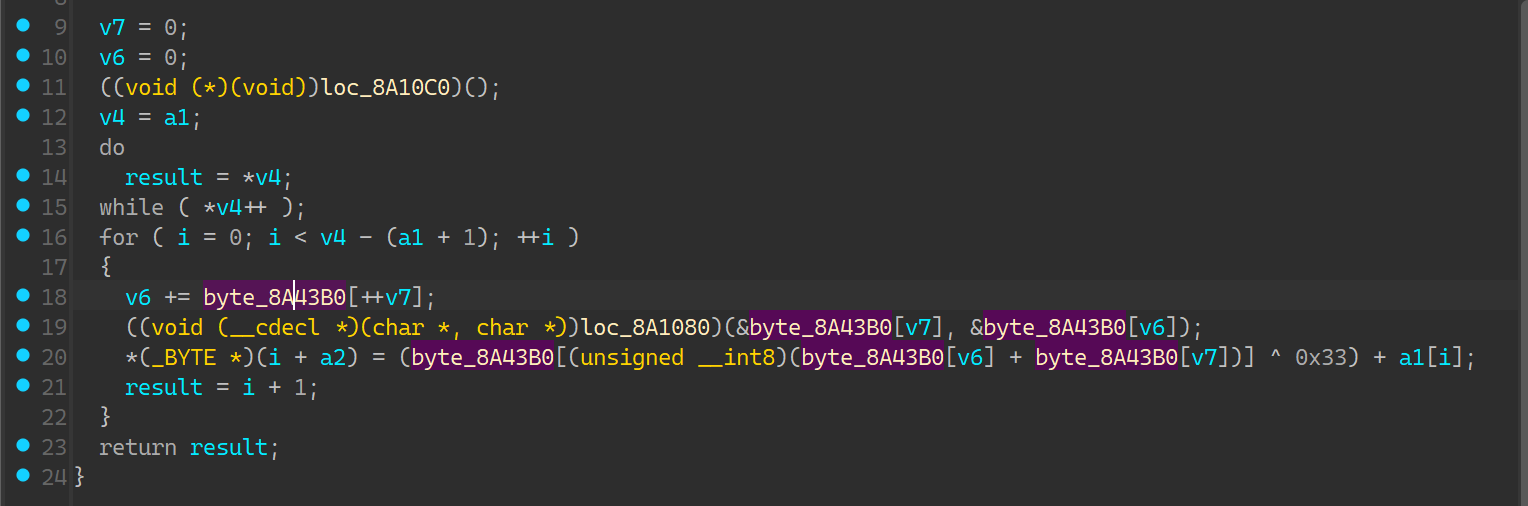 9 v7 = 0;
10 v6 = 0;
11 ((void (*)(void))loc_8A10C0)();
12 v4 = a1;
13 do
14 result = *v4;
15 while ( *v4++ );
16 for ( i = 0; i < v4 - (a1 + 1); ++i )
17 {
18 v6 += byte_8A43B0[++v7];
19 ((void (__cdecl *)(char *, char *))loc_8A1080)(&byte_8A43B0[v7], &byte_8A43B0[v6]);
20 *(_BYTE *)(i + a2) = (byte_8A43B0[(unsigned __int8)(byte_8A43B0[v6] + byte_8A43B0[v7])] ^ 0x33) + a1[i];
21 result = i + 1;
22 }
23 return result;
24 }